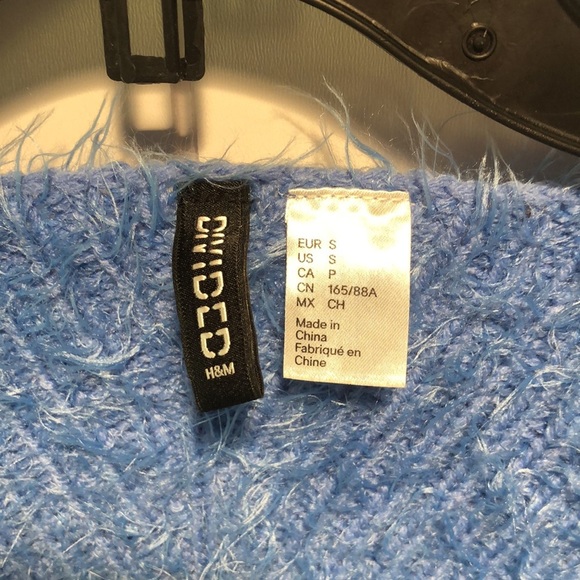 DIVIDED
H&M
EUR S
US S
CA P
CN 165/88A
MX CH
Made in
China
Fabriqué en
Chine